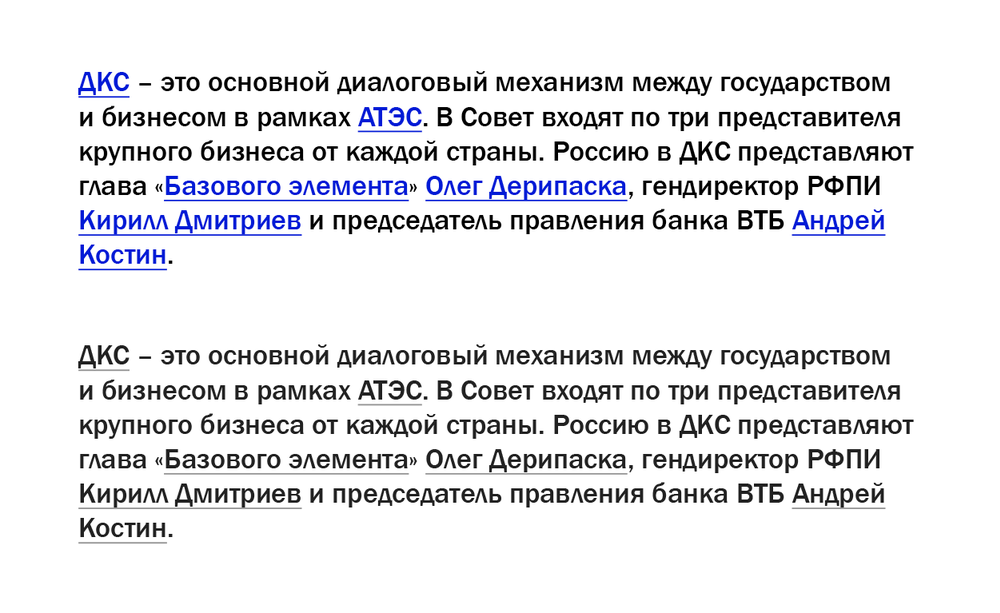 ДКС – это основной диалоговый механизм между государством
и бизнесом в рамках АТЭС. В Совет входят по три представителя
крупного бизнеса от каждой страны. Россию в ДКС представляют
глава «Базового элемента» Олег Дерипаска, гендиректор РФПИ
Кирилл Дмитриев и председатель правления банка ВТБ Андрей
Костин.
ДКС – это основной диалоговый механизм между государством
и бизнесом в рамках АТЭС. В Совет входят по три представителя
крупного бизнеса от каждой страны. Россию в ДКС представляют
глава «Базового элемента» Олег Дерипаска, гендиректор РФПИ
Кирилл Дмитриев и председатель правления банка ВТБ Андрей
Костин.